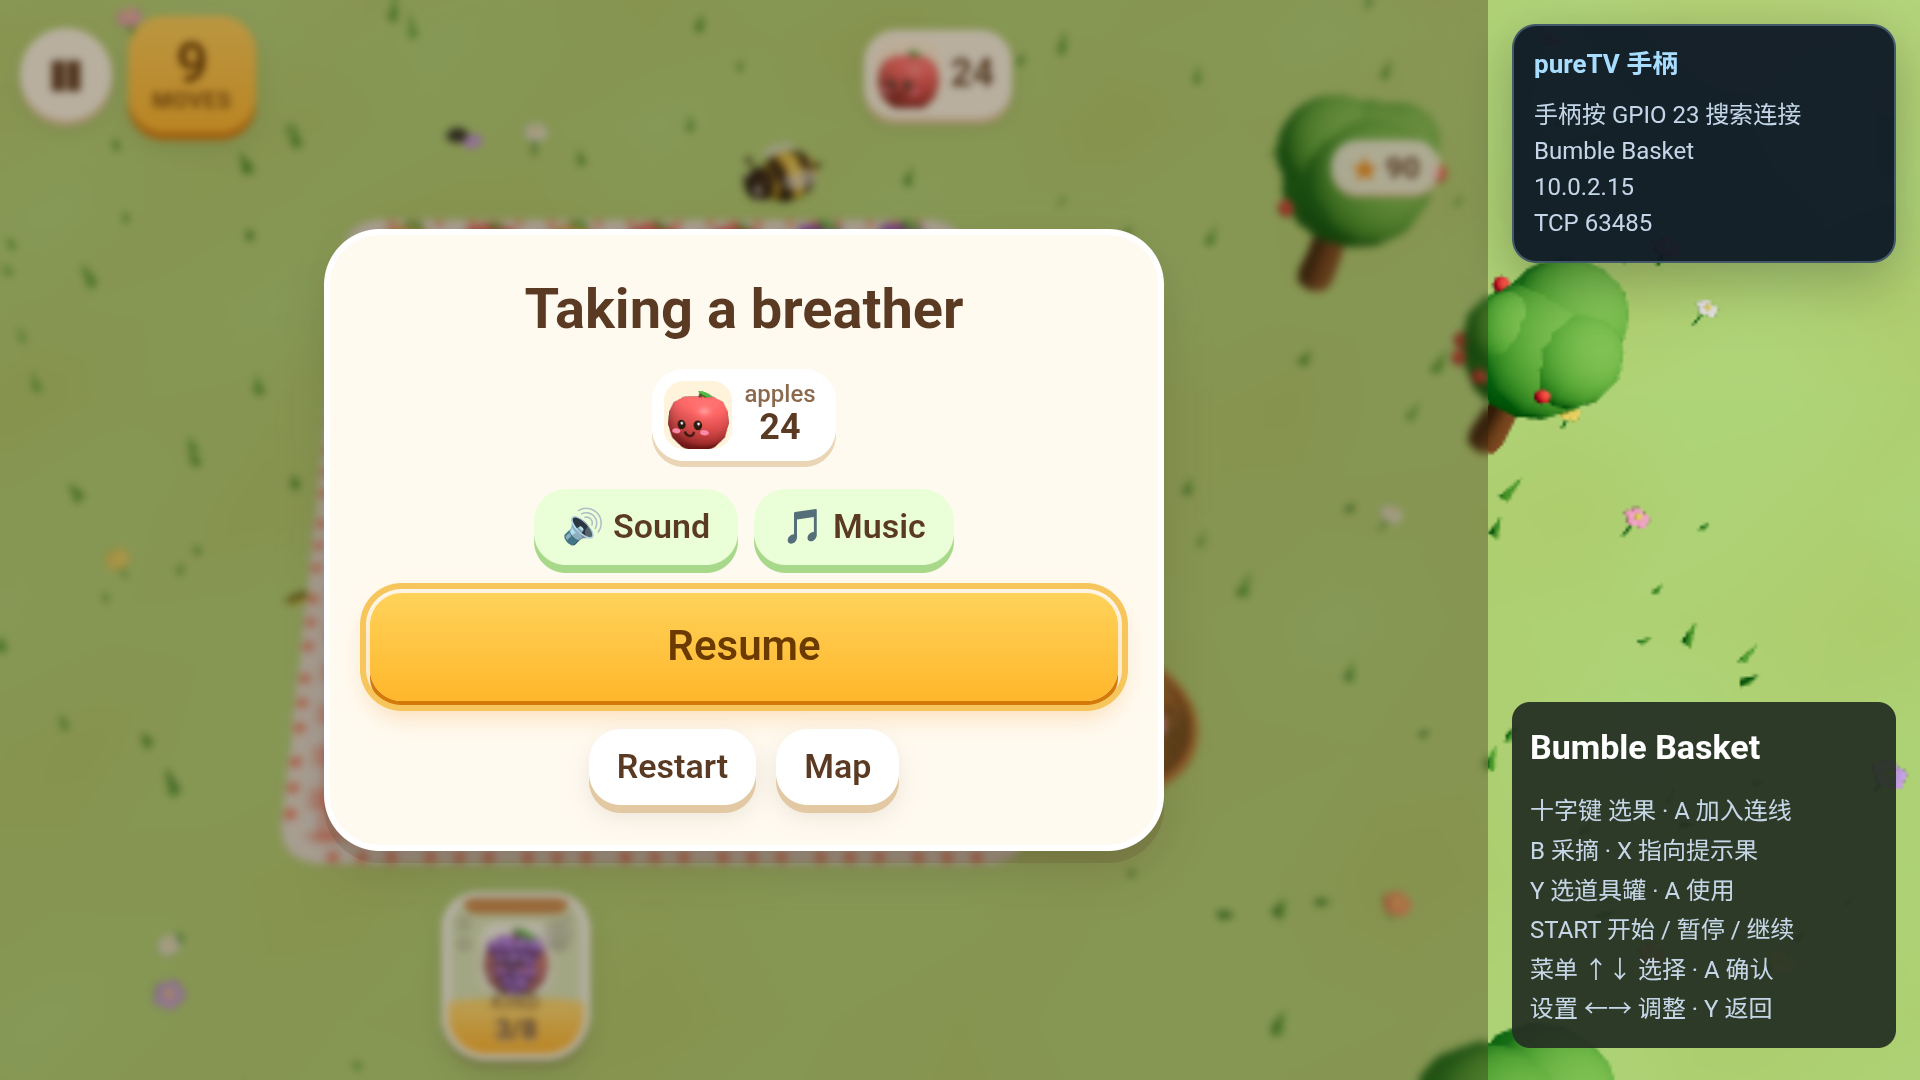 9
MOVES
24
90
Taking a breather
apples
24
Sound
Music
Resume
Restart
Map
3/8
pureTV 手柄
手柄按 GPIO 23 搜索连接
Bumble Basket
10.0.2.15
TCP 63485
Bumble Basket
十字键 选果 · A 加入连线
B 采摘 · X 指向提示果
Y 选道具罐 · A 使用
START 开始 / 暂停 / 继续
菜单 ↑↓ 选择 · A 确认
设置 ←→ 调整 · Y 返回